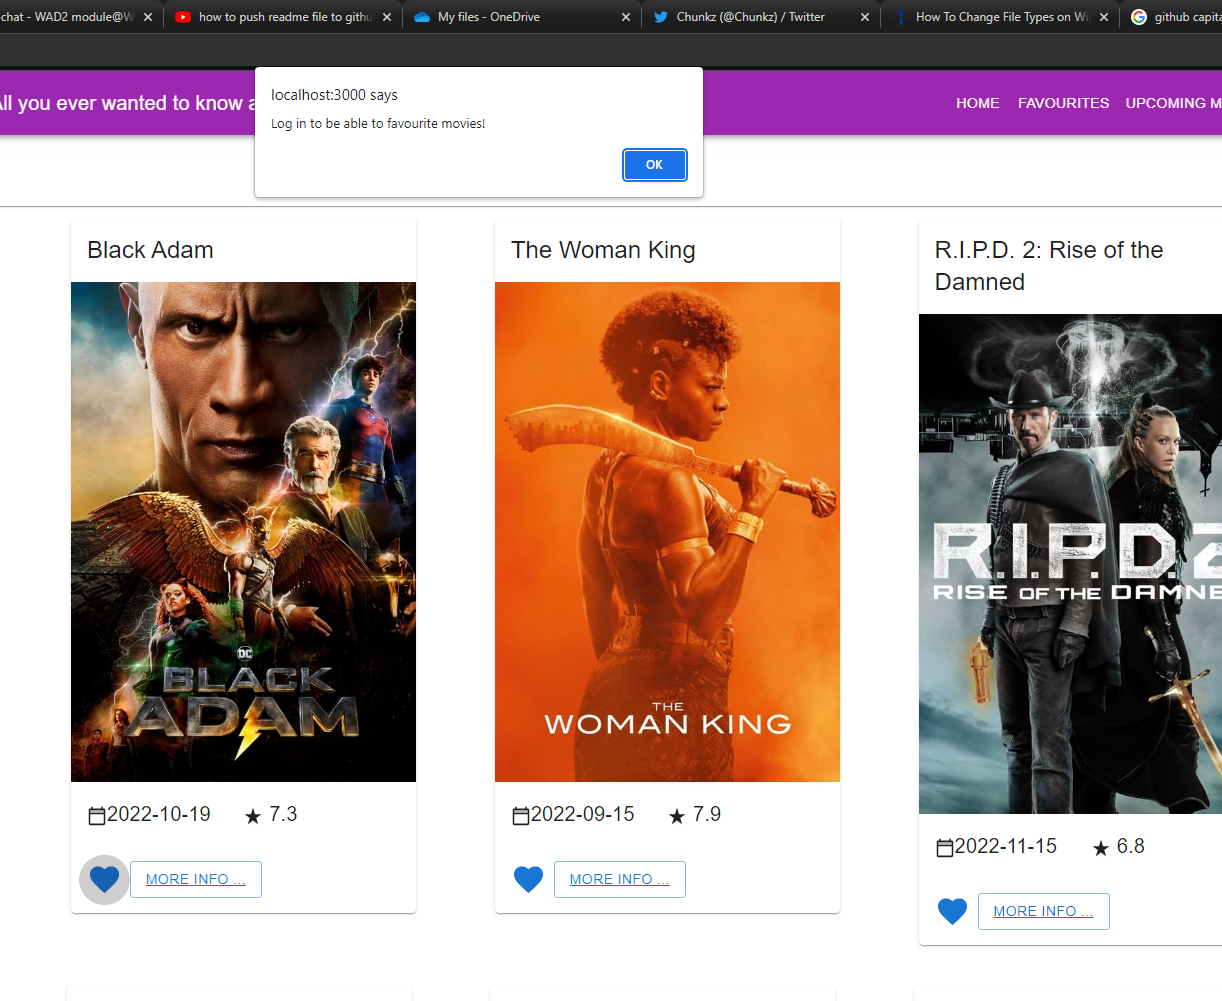 chat - WAD2 module@W
how to push readme file to githu
My files - OneDrive
Chunkz (@Chunkz) / Twitter
How To Change File Types on Wi
github capita
All you ever wanted to know a
HOME FAVOURITES UPCOMING M
localhost:3000 says
Log in to be able to favourite movies!
OK
Black Adam
DC
BLACK
ADAM
2022-10-19 7.3
MORE INFO ...
The Woman King
THE
WOMAN KING
2022-09-15 7.9
MORE INFO ...
R.I.P.D. 2: Rise of the
Damned
R.I.P.D.2
RISE OF THE DAMNE
2022-11-15 6.8
MORE INFO ...